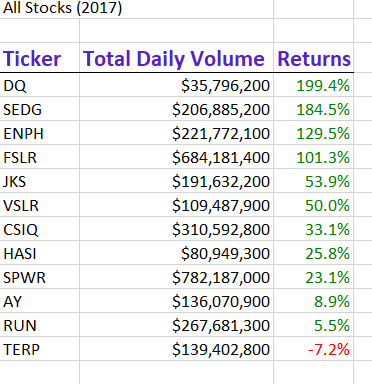 All Stocks (2017)
Ticker Total Daily Volume Returns
DQ $35,796,200 199.4%
SEDG $206,885,200 184.5%
ENPH $221,772,100 129.5%
FSLR $684,181,400 101.3%
JKS $191,632,200 53.9%
VSLR $109,487,900 50.0%
CSIQ $310,592,800 33.1%
HASI $80,949,300 25.8%
SPWR $782,187,000 23.1%
AY $136,070,900 8.9%
RUN $267,681,300 5.5%
TERP $139,402,800 -7.2%